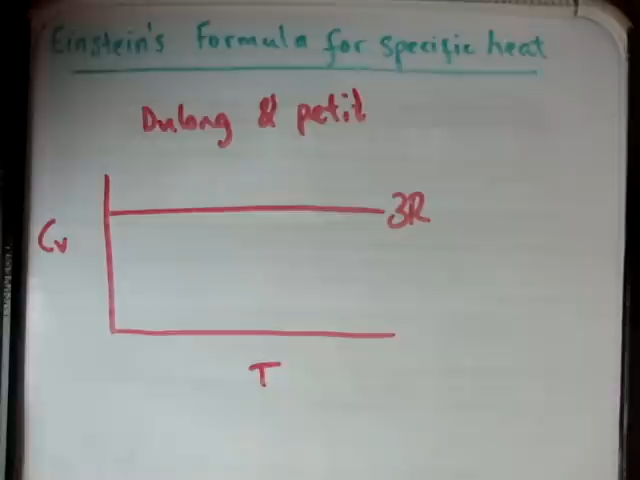 Einstein's Formula for specific heat
Dulong & petit
3R
Cv
T